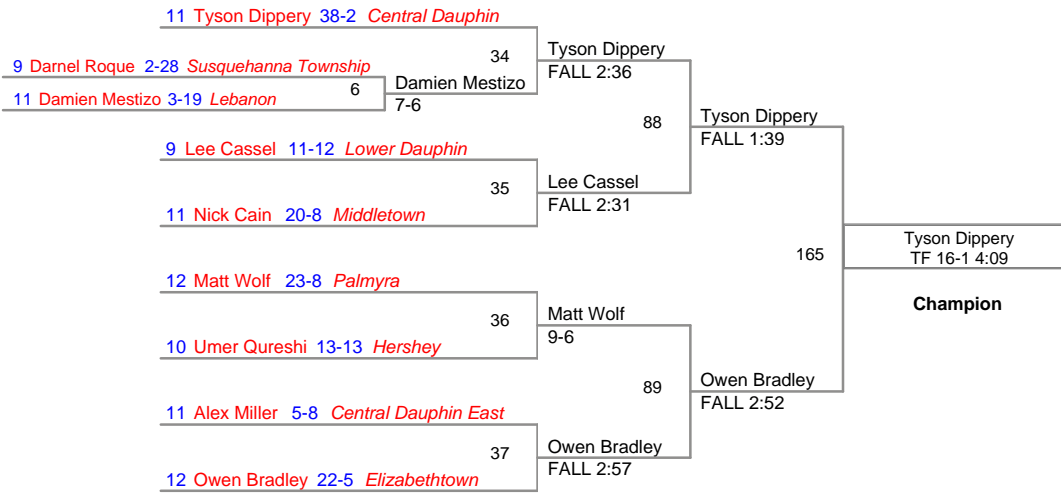 11 Tyson Dippery 38-2 Central Dauphin
34
Tyson Dippery
FALL 2:36
9 Darnel Roque 2-28 Susquehanna Township
6
Damien Mestizo
7-6
11 Damien Mestizo 3-19 Lebanon
88
Tyson Dippery
FALL 1:39
9 Lee Cassel 11-12 Lower Dauphin
35
Lee Cassel
FALL 2:31
11 Nick Cain 20-8 Middletown
165
Tyson Dippery
TF 16-1 4:09
Champion
12 Matt Wolf 23-8 Palmyra
36
Matt Wolf
9-6
10 Umer Qureshi 13-13 Hershey
89
Owen Bradley
FALL 2:52
11 Alex Miller 5-8 Central Dauphin East
37
Owen Bradley
FALL 2:57
12 Owen Bradley 22-5 Elizabethtown